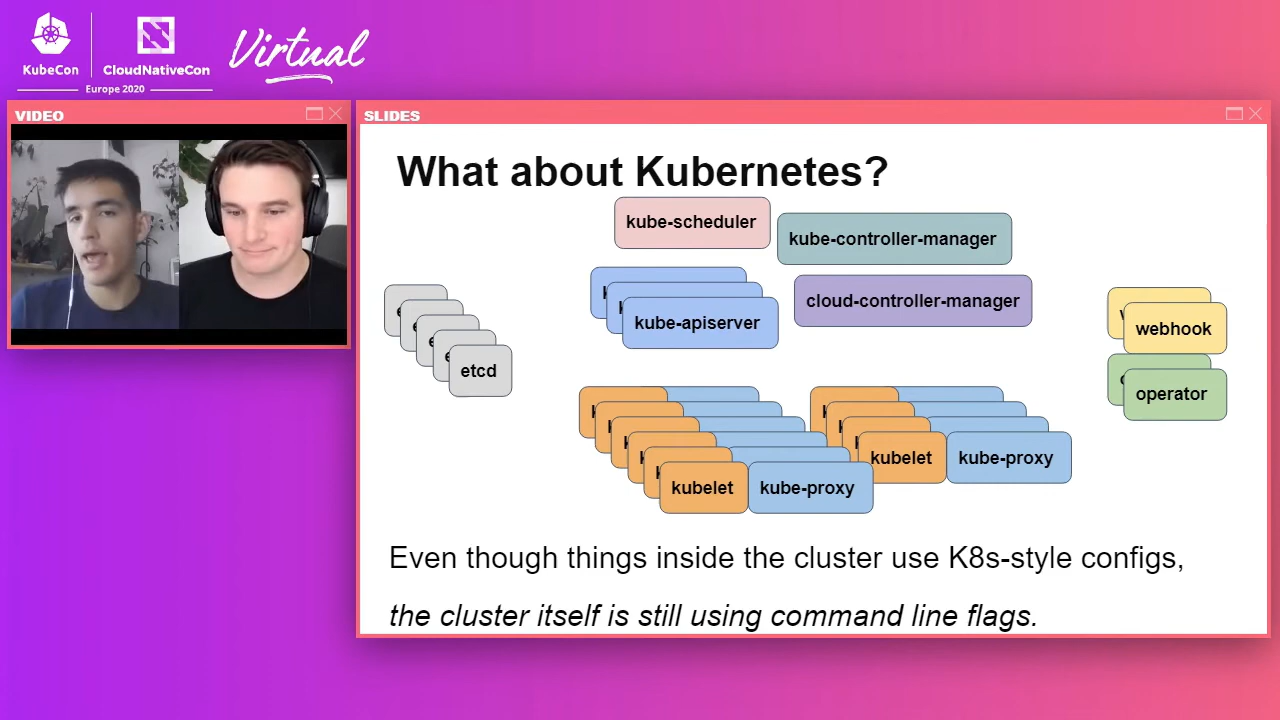 KubeCon
CloudNativeCon
Europe 2020
Virtual
VIDEO
SLIDES
What about Kubernetes?
kube-scheduler
kube-controller-manager
cloud-controller-manager
kube-apiserver
etcd
webhook
operator
kubelet
kube-proxy
kubelet
kube-proxy
Even though things inside the cluster use K8s-style configs,
the cluster itself is still using command line flags.